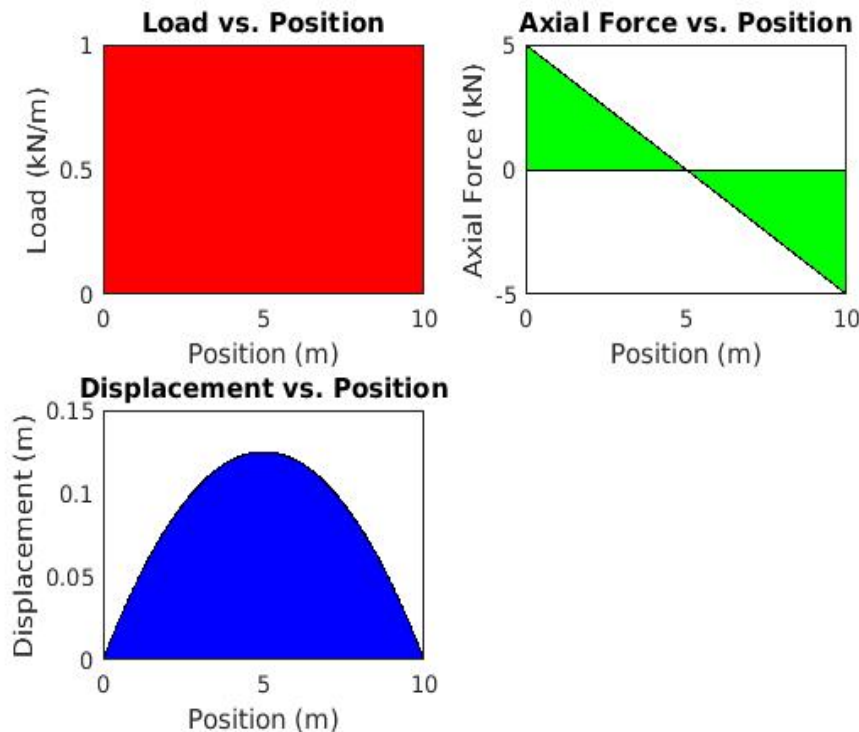 Load vs. Position
1
0.5
0
Load (kN/m)
0 5 10
Position (m)
Axial Force vs. Position
5
0
-5
Axial Force (kN)
0 5 10
Position (m)
Displacement vs. Position
0.15
0.1
0.05
0
Displacement (m)
0 5 10
Position (m)